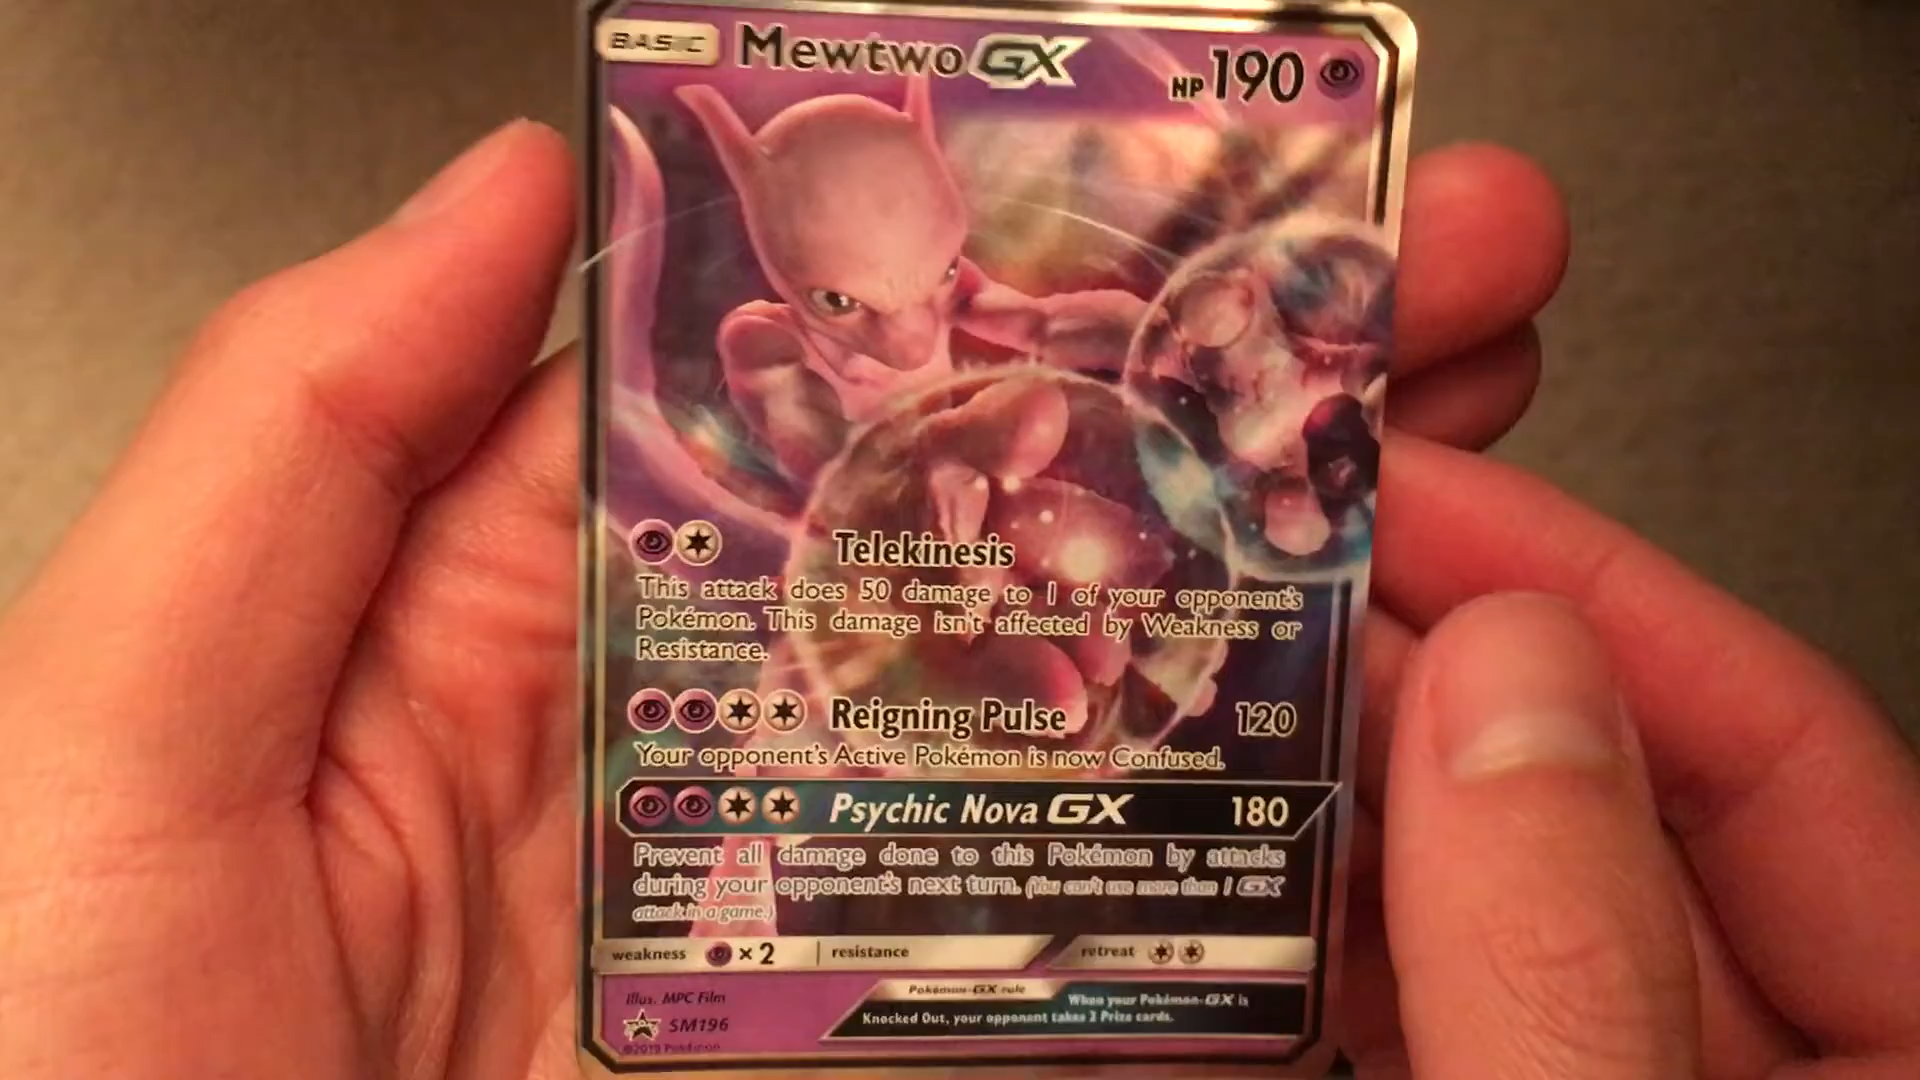 BASIC Mewtwo GX HP 190
Telekinesis
This attack does 50 damage to 1 of your opponent's
Pokémon. This damage isn't affected by Weakness or
Resistance.
Reigning Pulse 120
Your opponent's Active Pokémon is now Confused.
Psychic Nova GX 180
Prevent all damage done to this Pokémon by attacks
during your opponent's next turn. (You can't use more than 1 GX
attack in a game.)
weakness ×2 resistance retreat
Pokémon-GX rule
When your Pokémon-GX is
Knocked Out, your opponent takes 2 Prize cards.
Illus. MPC Film
SM196
©2019 Pokémon